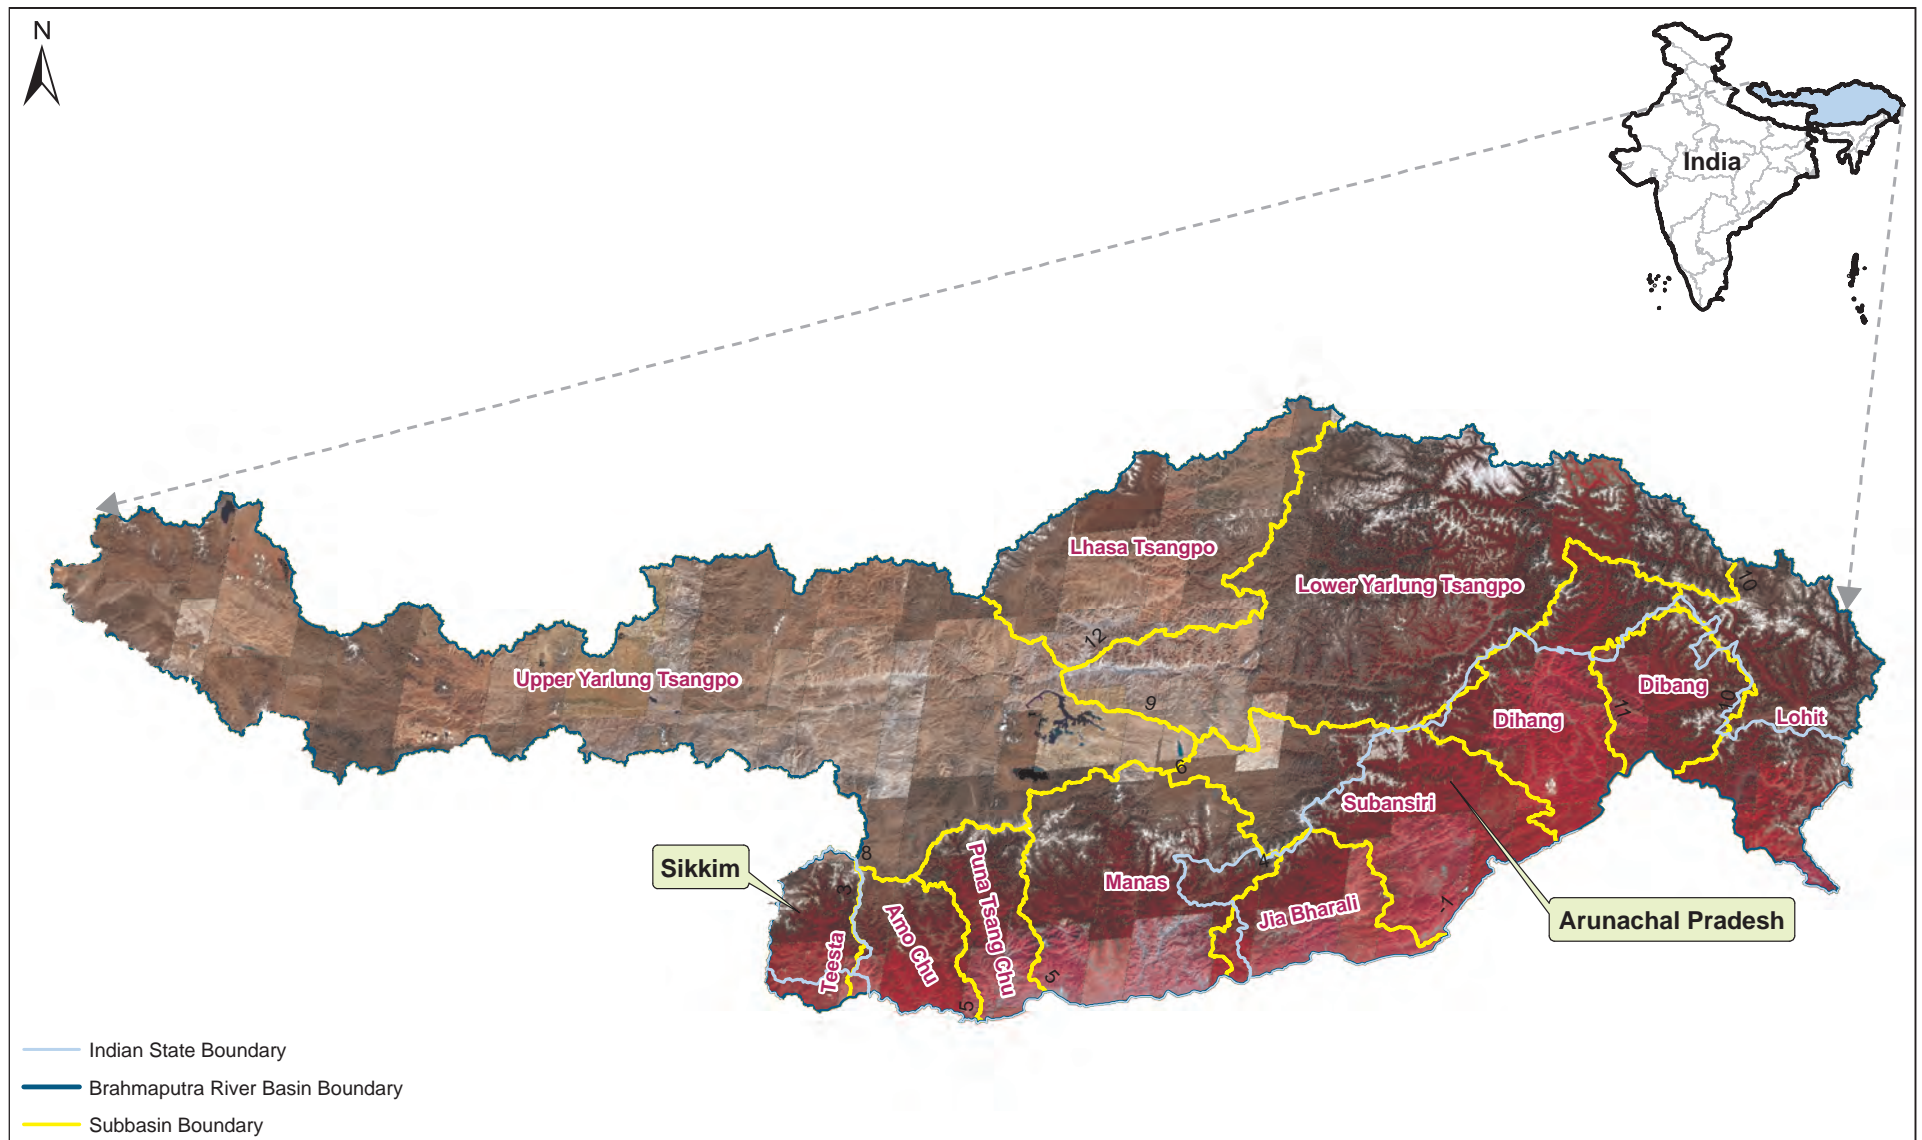 N
India
Lhasa Tsangpo
Lower Yarlung Tsangpo
10
12
Upper Yarlung Tsangpo
9
Dibang
10
11
Lohit
Dihang
6
Subansiri
Sikkim
8
3
4
Puna Tsang Chu
Manas
Amo Chu
Jia Bharali
-1
Arunachal Pradesh
Teesta
5
5
Indian State Boundary
Brahmaputra River Basin Boundary
Subbasin Boundary